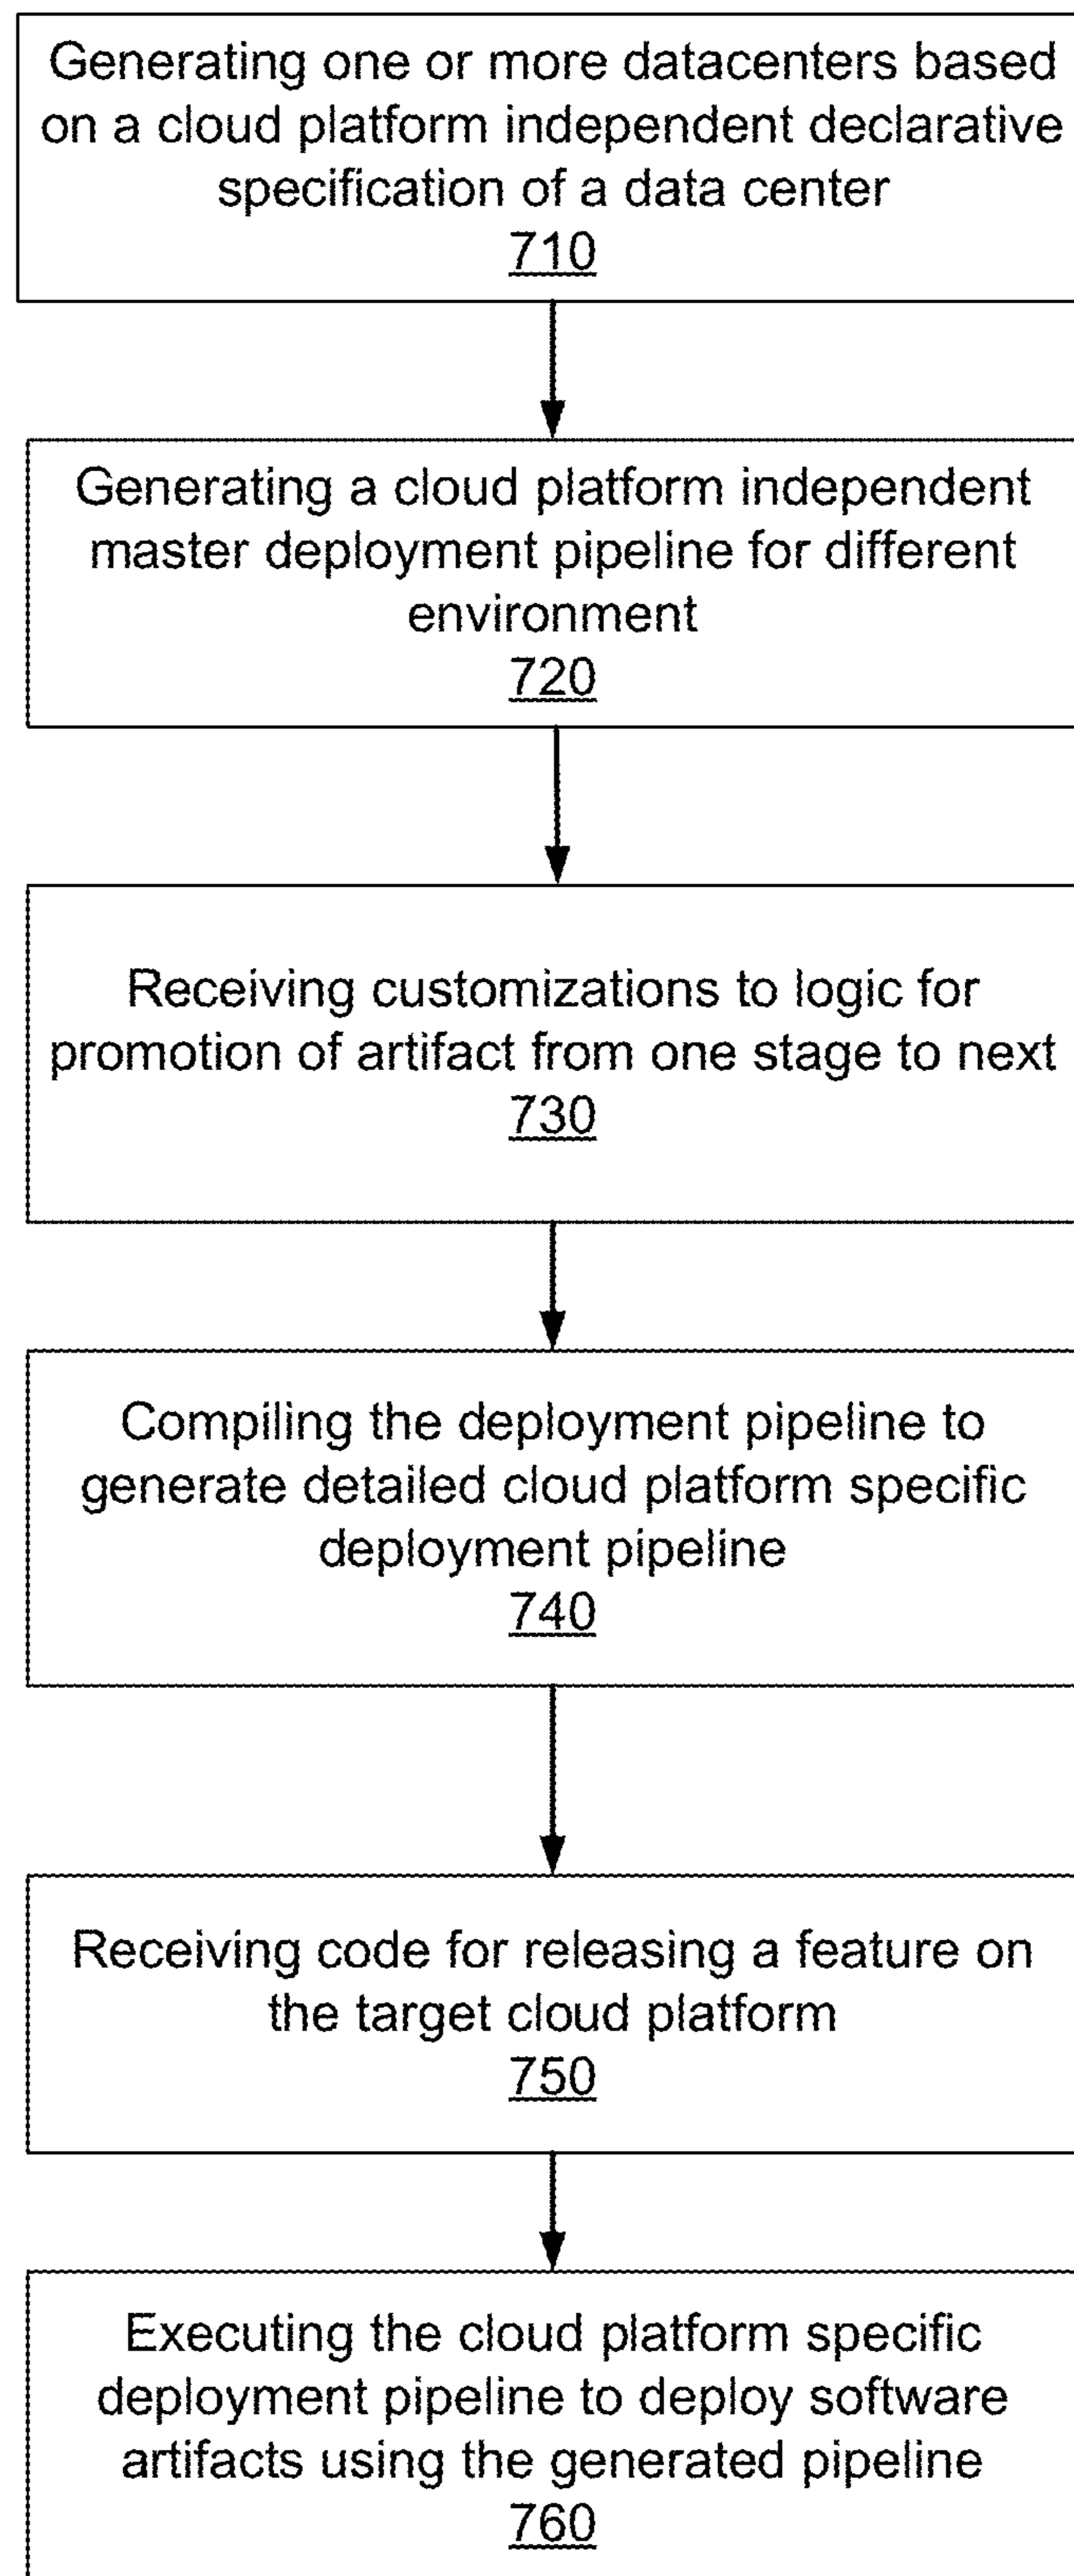 Generating one or more datacenters based
on a cloud platform independent declarative
specification of a data center
710
Generating a cloud platform independent
master deployment pipeline for different
environment
720
Receiving customizations to logic for
promotion of artifact from one stage to next
730
Compiling the deployment pipeline to
generate detailed cloud platform specific
deployment pipeline
740
Receiving code for releasing a feature on
the target cloud platform
750
Executing the cloud platform specific
deployment pipeline to deploy software
artifacts using the generated pipeline
760